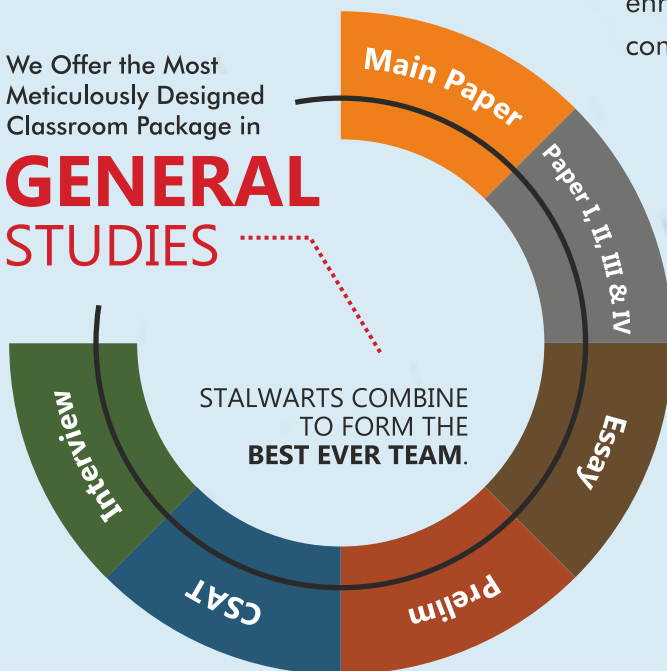 We Offer the Most
Meticulously Designed
Classroom Package in
GENERAL
STUDIES
STALWARTS COMBINE
TO FORM THE
BEST EVER TEAM.
Main Paper
Paper I, II, III & IV
Essay
Prelim
CSAT
Interview